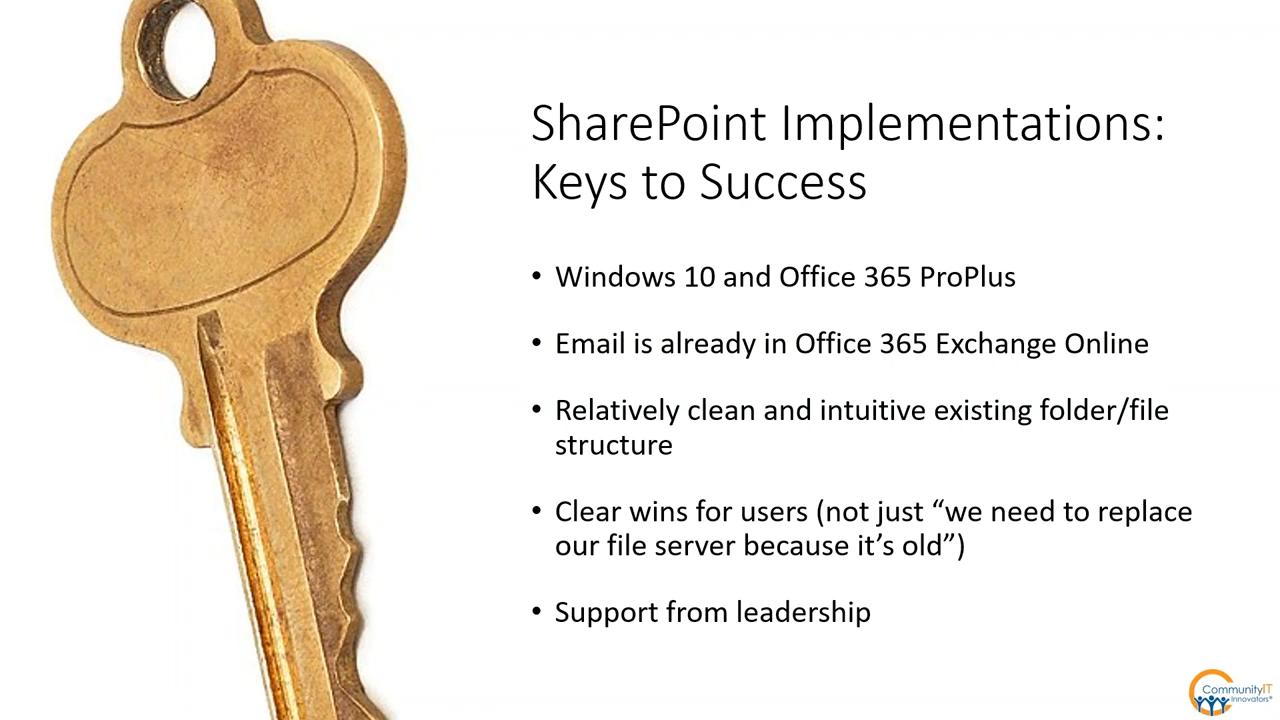 SharePoint Implementations:
Keys to Success
• Windows 10 and Office 365 ProPlus
• Email is already in Office 365 Exchange Online
• Relatively clean and intuitive existing folder/file
structure
• Clear wins for users (not just “we need to replace
our file server because it’s old”)
• Support from leadership
CommunityIT
Innovators®